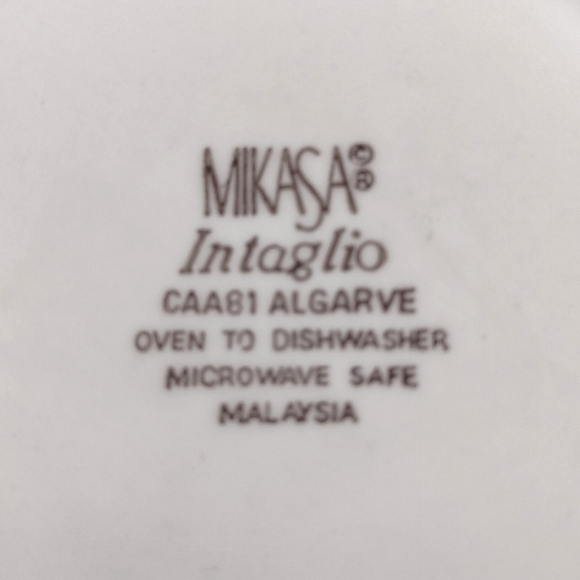 MIKASA©®
Intaglio
CAA81 ALGARVE
OVEN TO DISHWASHER
MICROWAVE SAFE
MALAYSIA